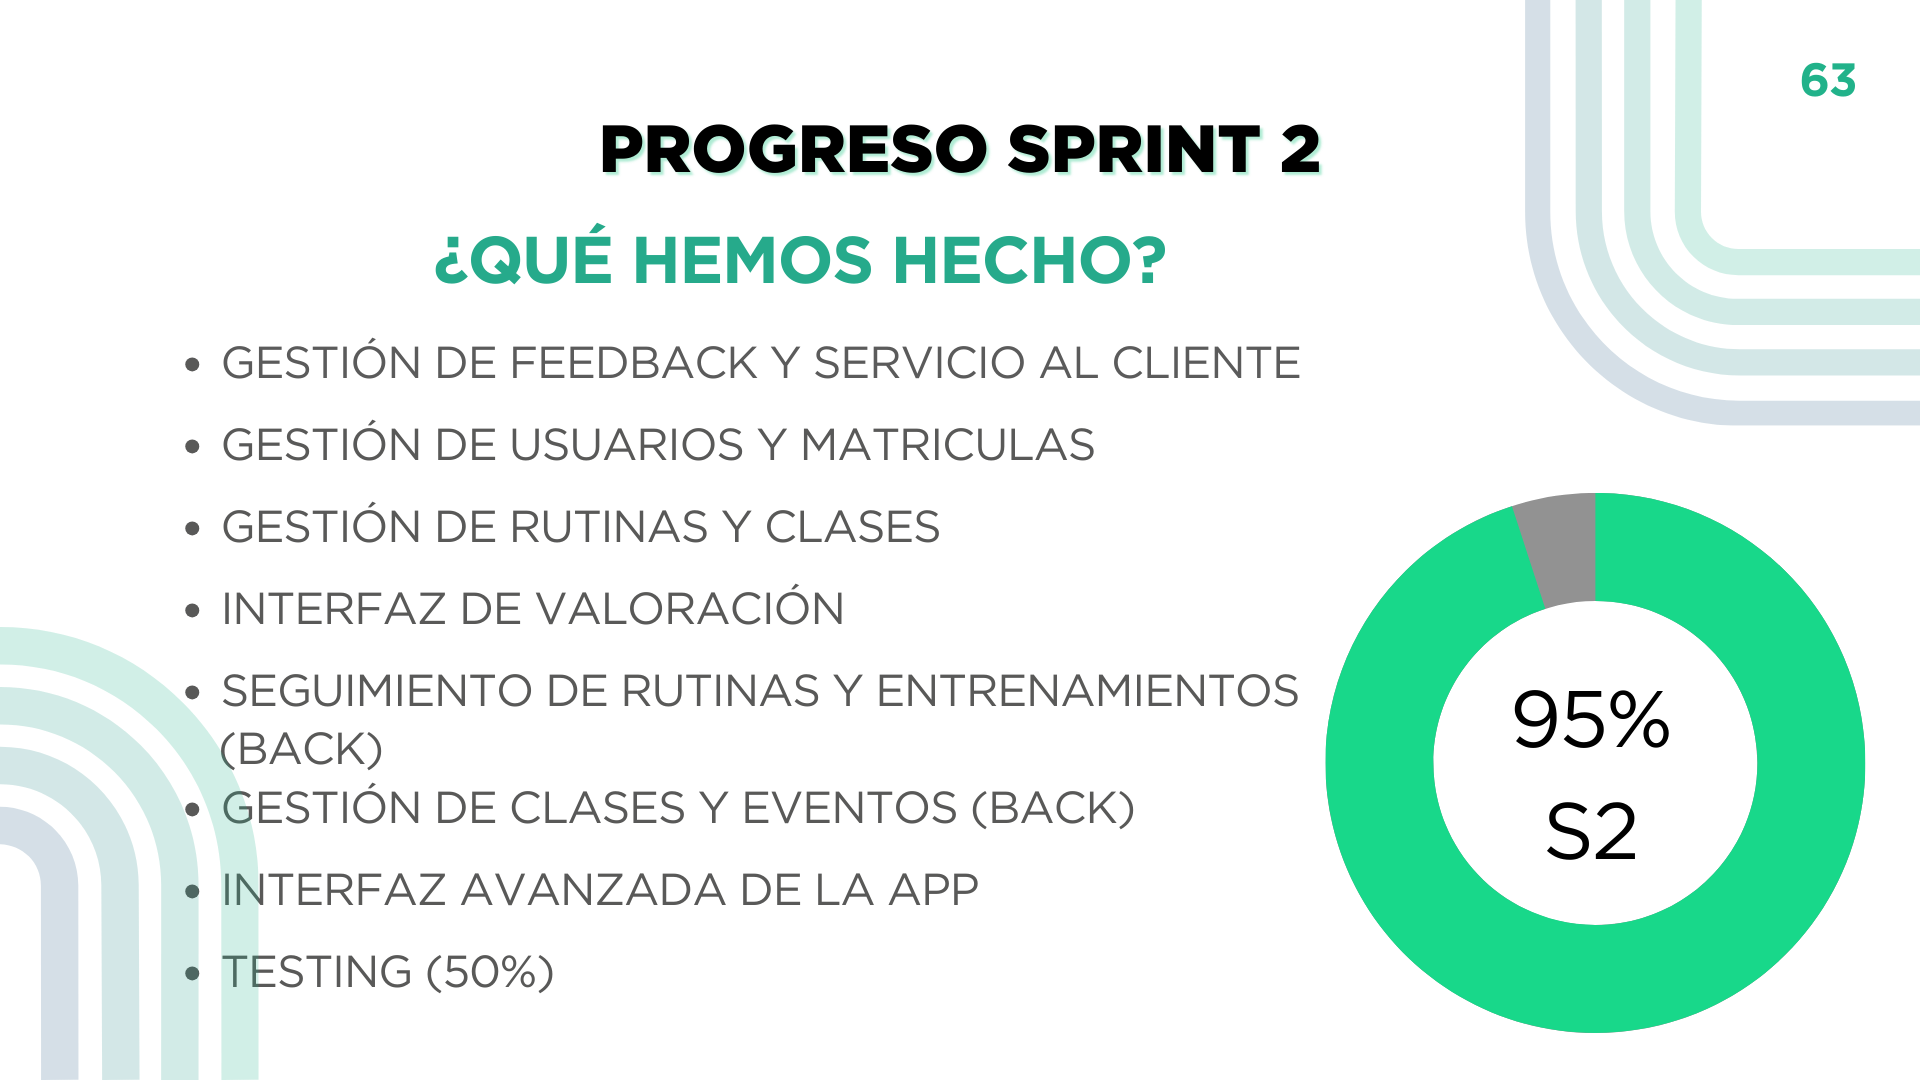 63
PROGRESO SPRINT 2
¿QUÉ HEMOS HECHO?
• GESTIÓN DE FEEDBACK Y SERVICIO AL CLIENTE
• GESTIÓN DE USUARIOS Y MATRICULAS
• GESTIÓN DE RUTINAS Y CLASES
• INTERFAZ DE VALORACIÓN
• SEGUIMIENTO DE RUTINAS Y ENTRENAMIENTOS
(BACK)
• GESTIÓN DE CLASES Y EVENTOS (BACK)
• INTERFAZ AVANZADA DE LA APP
• TESTING (50%)
95%
S2